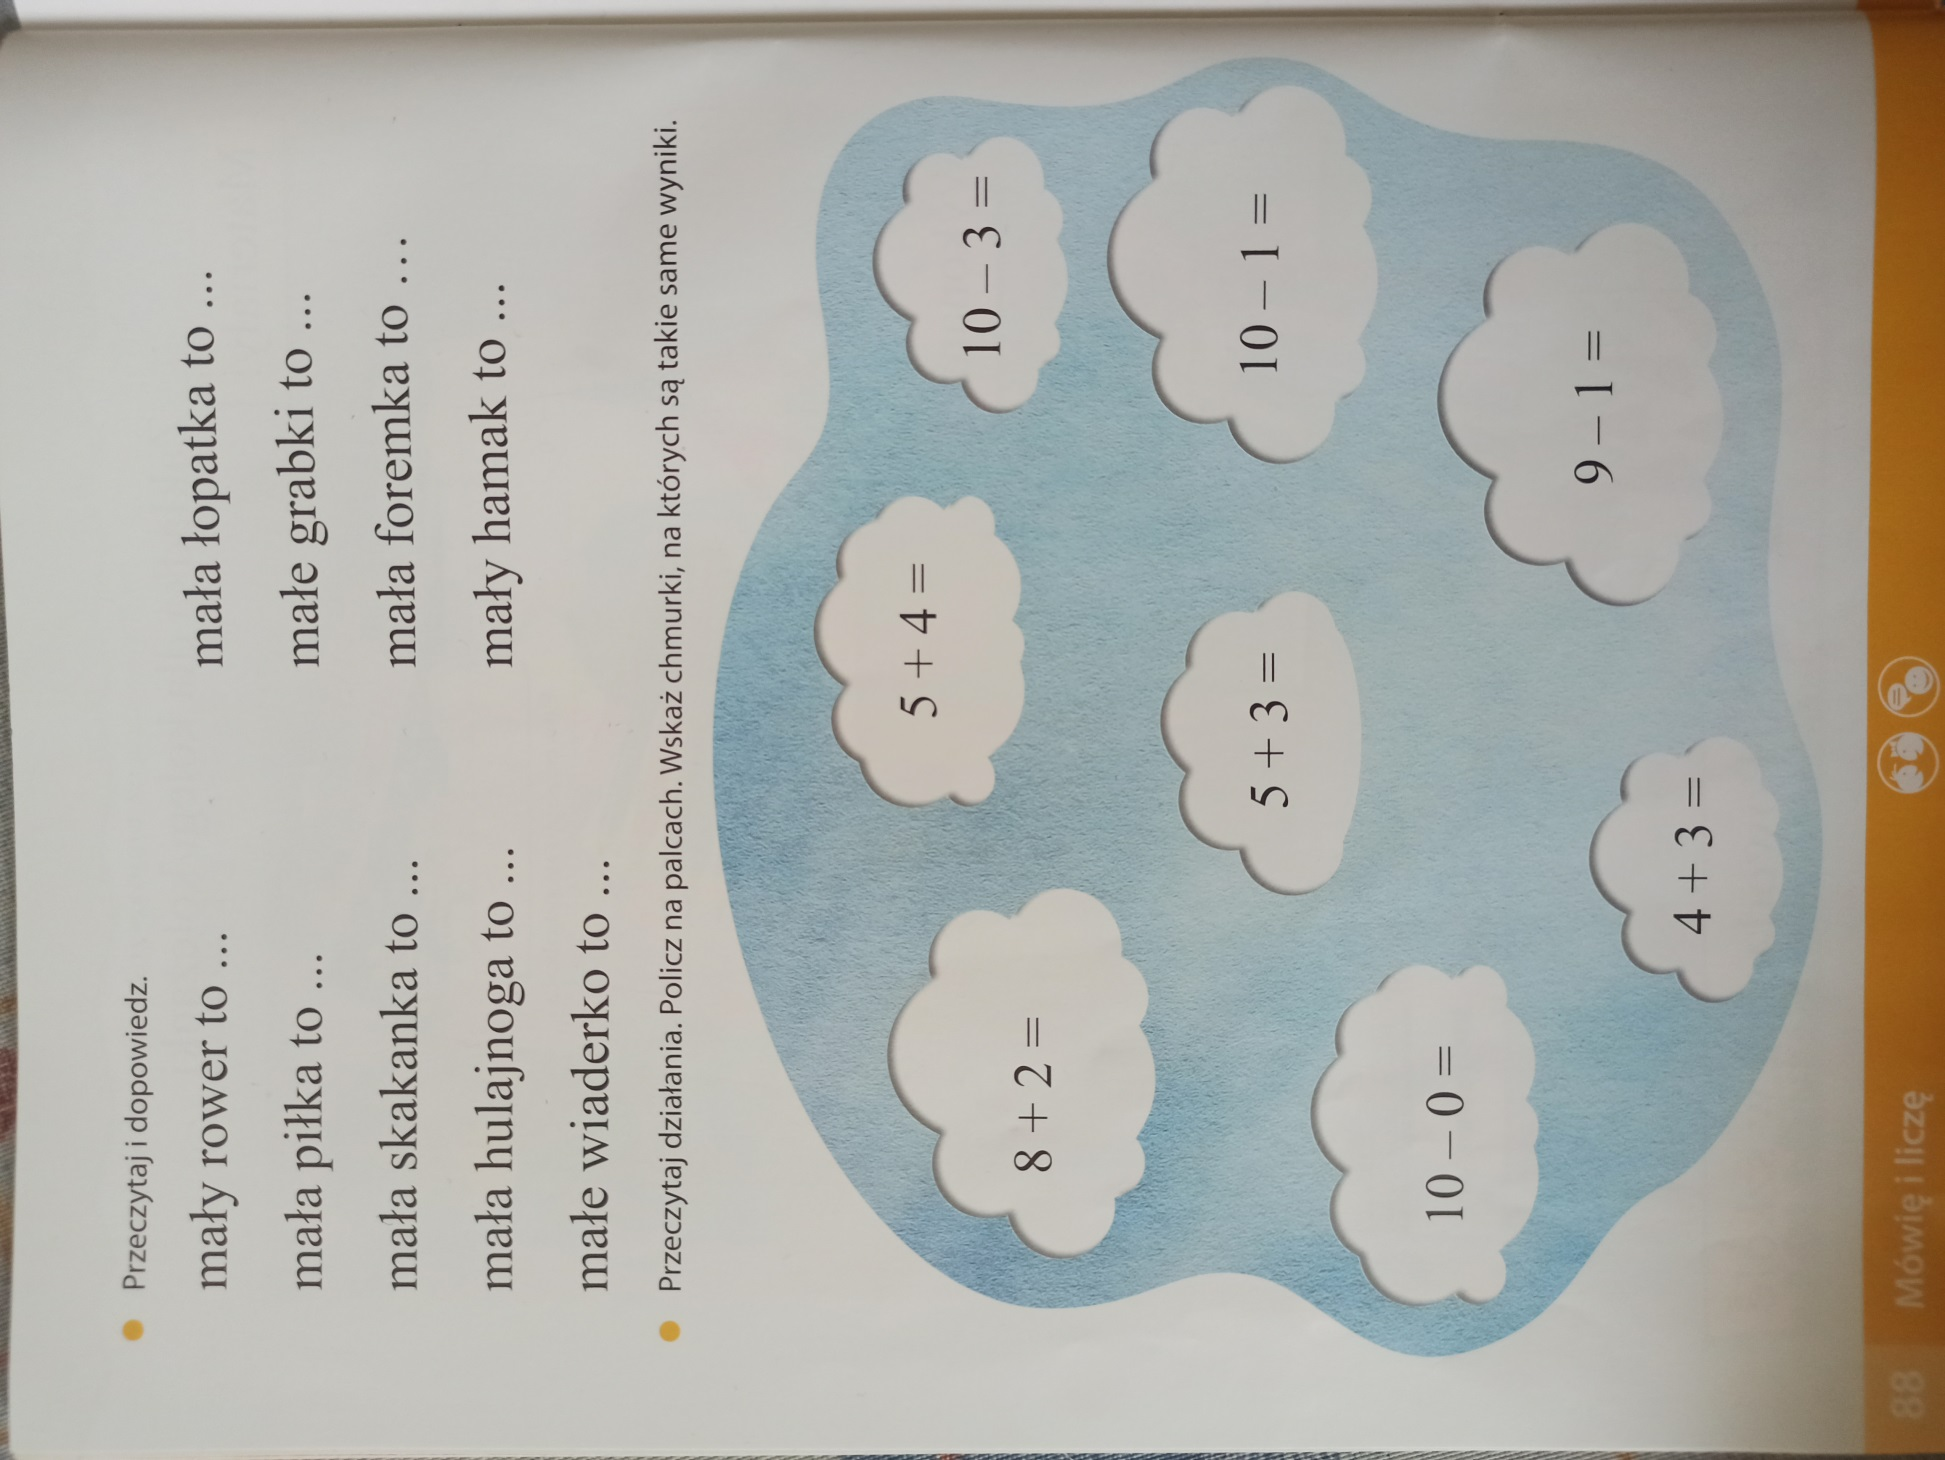 Przeczytaj i dopowiedz.
mały rower to ...
mała piłka to ...
mała skakanka to ...
mała hulajnoga to ...
małe wiaderko to ...
mała łopatka to ...
małe grabki to ...
mała foremka to ...
mały hamak to ...
Przeczytaj działania. Policz na palcach. Wskaż chmurki, na których są takie same wyniki.
5 + 4 =
10 – 3 =
8 + 2 =
5 + 3 =
10 – 1 =
10 – 0 =
9 – 1 =
4 + 3 =
88 Mówię i liczę